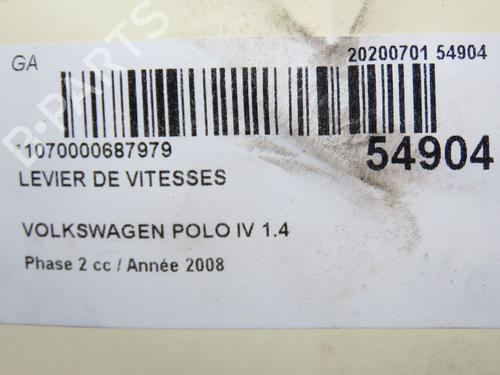 GA
20200701 54904
*1070000687979
54904
LEVIER DE VITESSES
VOLKSWAGEN POLO IV 1.4
Phase 2 cc / Année 2008
B-PARTS